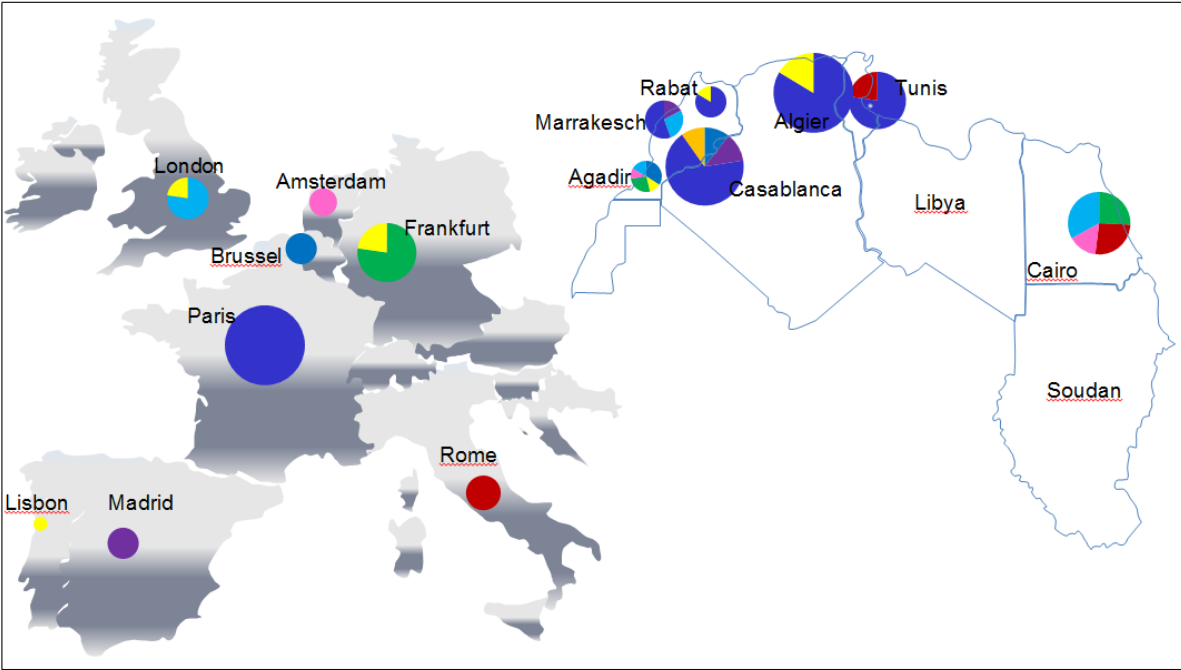 London
Amsterdam
Frankfurt
Brussel
Paris
Rome
Lisbon
Madrid
Rabat
Tunis
Marrakesch
Algier
Agadir
Casablanca
Libya
Cairo
Soudan